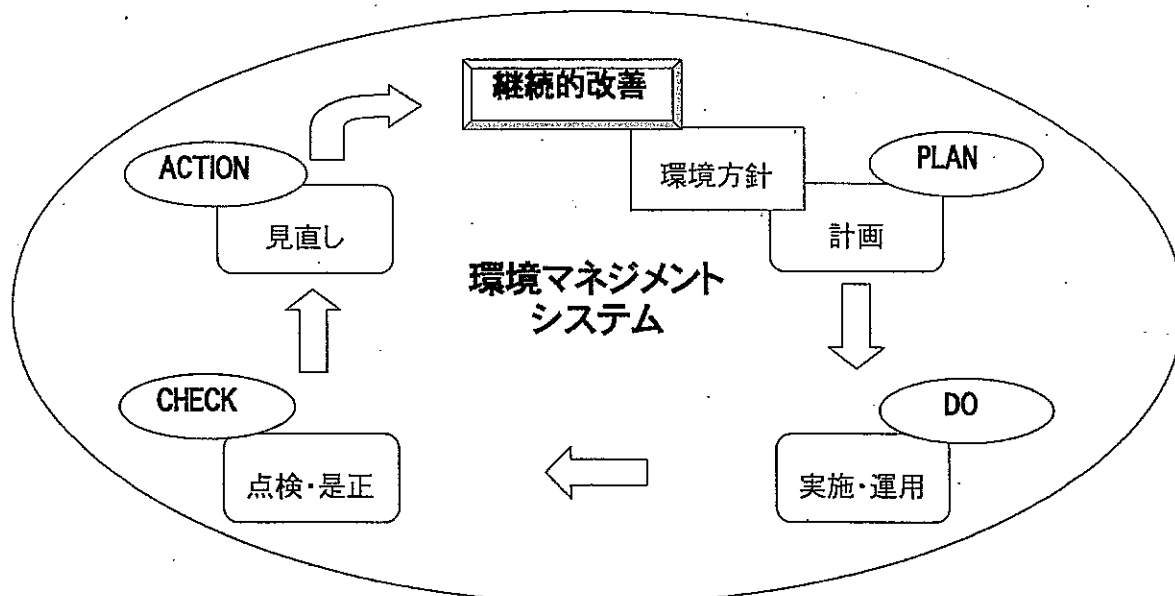 継続的改善
ACTION
環境方針
PLAN
見直し
計画
環境マネジメント
システム
CHECK
DO
点検・是正
実施・運用